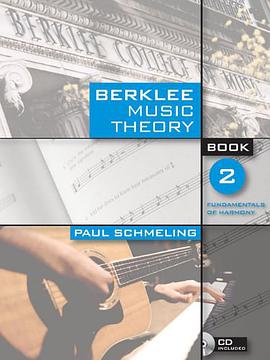 BERKLEE COLLEGE OF MUSIC
BERKLEE
MUSIC
THEORY
BOOK
2
FUNDAMENTALS
OF HARMONY
PAUL SCHMELING
CD
INCLUDED